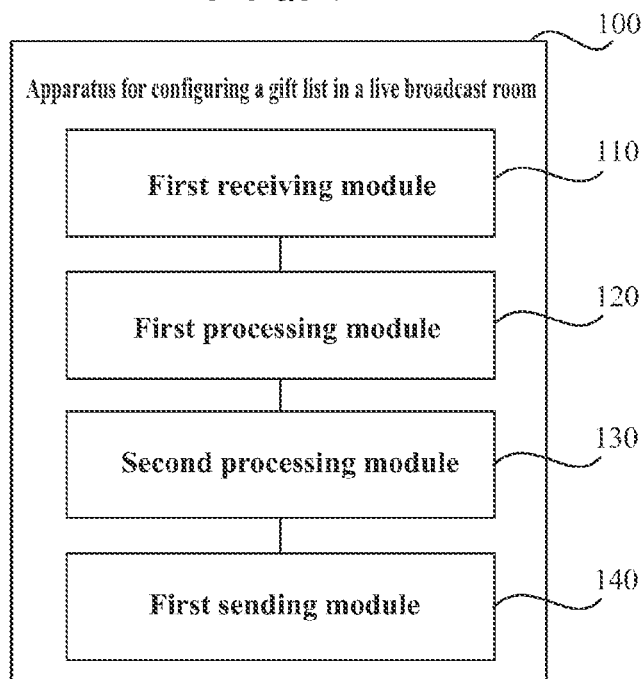 100
Apparatus for configuring a gift list in a live broadcast room
110
First receiving module
120
First processing module
130
Second processing module
140
First sending module